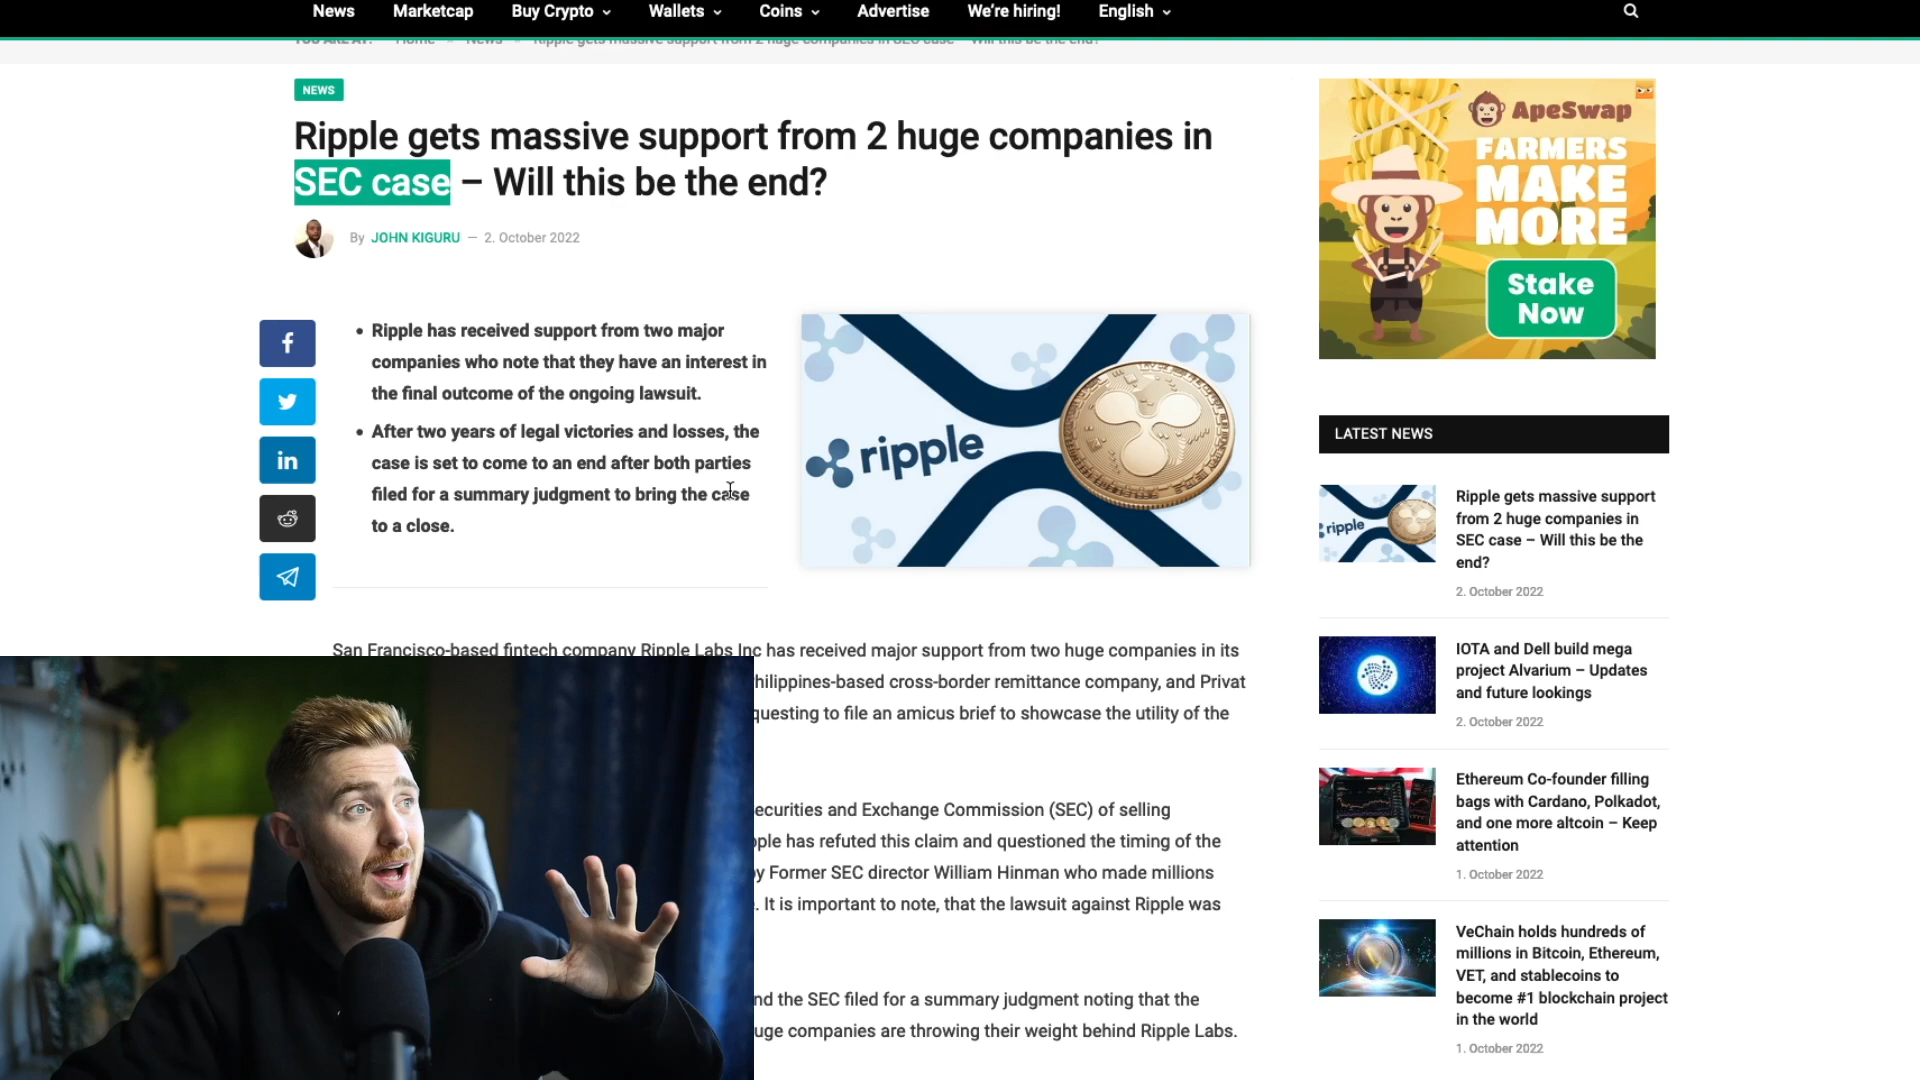 News Marketcap Buy Crypto Wallets Coins Advertise We're hiring! English
YOU ARE AT: Home News Ripple gets massive support from 2 huge companies in SEC case – Will this be the end?
NEWS
Ripple gets massive support from 2 huge companies in
SEC case – Will this be the end?
By JOHN KIGURU — 2. October 2022
• Ripple has received support from two major
companies who note that they have an interest in
the final outcome of the ongoing lawsuit.
• After two years of legal victories and losses, the
case is set to come to an end after both parties
filed for a summary judgment to bring the case
to a close.
ripple
San Francisco-based fintech company Ripple Labs Inc has received major support from two huge companies in its
hilippines-based cross-border remittance company, and Privat
questing to file an amicus brief to showcase the utility of the
ecurities and Exchange Commission (SEC) of selling
ple has refuted this claim and questioned the timing of the
y Former SEC director William Hinman who made millions
. It is important to note, that the lawsuit against Ripple was
nd the SEC filed for a summary judgment noting that the
uge companies are throwing their weight behind Ripple Labs.
ApeSwap
FARMERS
MAKE
MORE
Stake
Now
LATEST NEWS
ripple
Ripple gets massive support
from 2 huge companies in
SEC case – Will this be the
end?
2. October 2022
IOTA and Dell build mega
project Alvarium – Updates
and future lookings
2. October 2022
Ethereum Co-founder filling
bags with Cardano, Polkadot,
and one more altcoin – Keep
attention
1. October 2022
VeChain holds hundreds of
millions in Bitcoin, Ethereum,
VET, and stablecoins to
become #1 blockchain project
in the world
1. October 2022